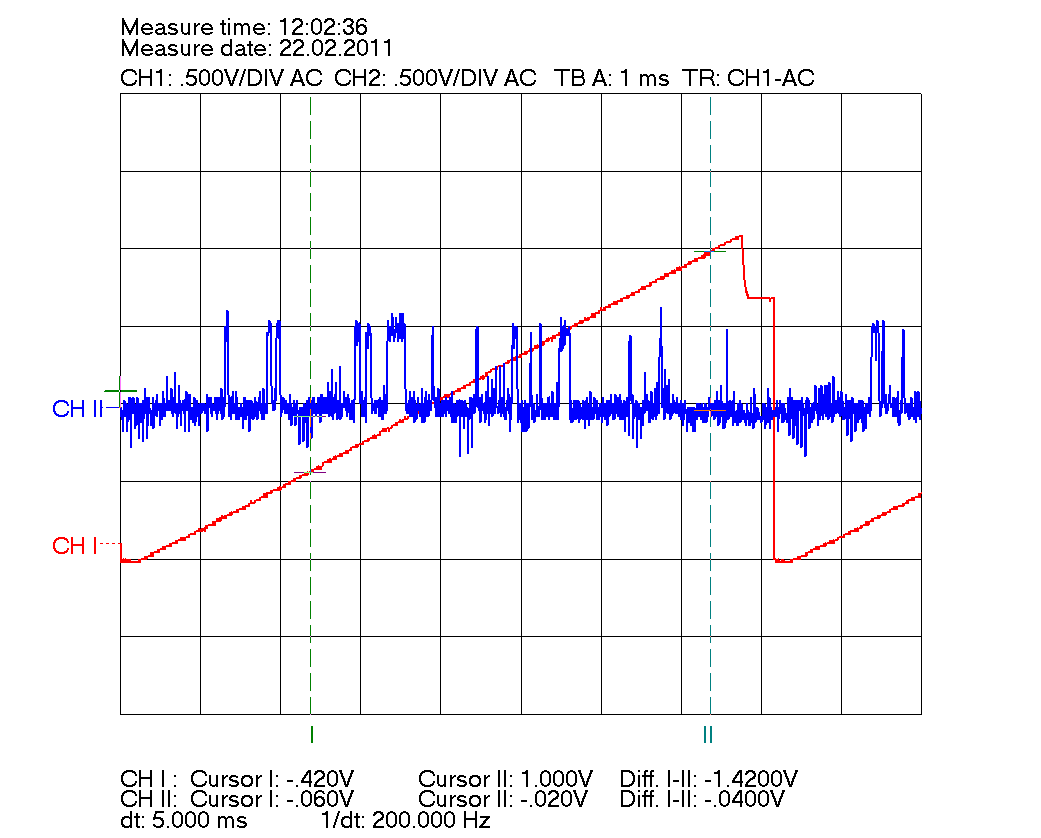 Measure time: 12:02:36
Measure date: 22.02.2011
CH1: .500V/DIV AC CH2: .500V/DIV AC TB A: 1 ms TR: CH1-AC
CH II
CH I
I II
CH I : Cursor I: -.420V Cursor II: 1.000V Diff. I-II: -1.4200V
CH II: Cursor I: -.060V Cursor II: -.020V Diff. I-II: -.0400V
dt: 5.000 ms 1/dt: 200.000 Hz